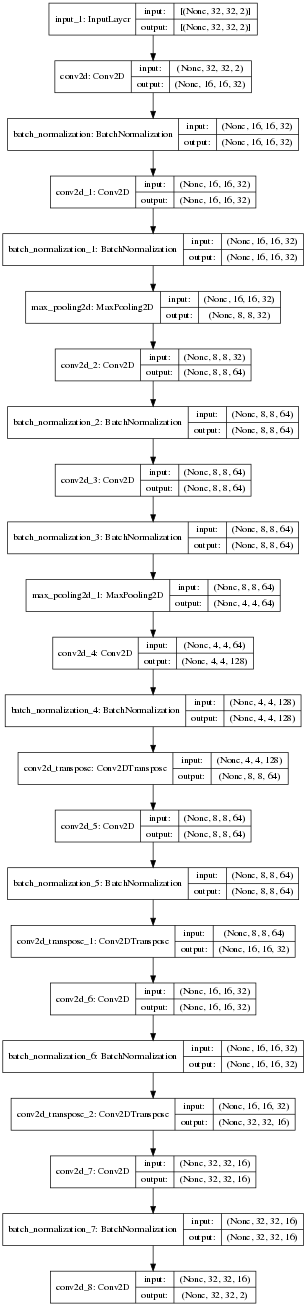 input_1: InputLayer
input: [(None, 32, 32, 2)]
output: [(None, 32, 32, 2)]
conv2d: Conv2D
input: (None, 32, 32, 2)
output: (None, 16, 16, 32)
batch_normalization: BatchNormalization
input: (None, 16, 16, 32)
output: (None, 16, 16, 32)
conv2d_1: Conv2D
input: (None, 16, 16, 32)
output: (None, 16, 16, 32)
batch_normalization_1: BatchNormalization
input: (None, 16, 16, 32)
output: (None, 16, 16, 32)
max_pooling2d: MaxPooling2D
input: (None, 16, 16, 32)
output: (None, 8, 8, 32)
conv2d_2: Conv2D
input: (None, 8, 8, 32)
output: (None, 8, 8, 64)
batch_normalization_2: BatchNormalization
input: (None, 8, 8, 64)
output: (None, 8, 8, 64)
conv2d_3: Conv2D
input: (None, 8, 8, 64)
output: (None, 8, 8, 64)
batch_normalization_3: BatchNormalization
input: (None, 8, 8, 64)
output: (None, 8, 8, 64)
max_pooling2d_1: MaxPooling2D
input: (None, 8, 8, 64)
output: (None, 4, 4, 64)
conv2d_4: Conv2D
input: (None, 4, 4, 64)
output: (None, 4, 4, 128)
batch_normalization_4: BatchNormalization
input: (None, 4, 4, 128)
output: (None, 4, 4, 128)
conv2d_transpose: Conv2DTranspose
input: (None, 4, 4, 128)
output: (None, 8, 8, 64)
conv2d_5: Conv2D
input: (None, 8, 8, 64)
output: (None, 8, 8, 64)
batch_normalization_5: BatchNormalization
input: (None, 8, 8, 64)
output: (None, 8, 8, 64)
conv2d_transpose_1: Conv2DTranspose
input: (None, 8, 8, 64)
output: (None, 16, 16, 32)
conv2d_6: Conv2D
input: (None, 16, 16, 32)
output: (None, 16, 16, 32)
batch_normalization_6: BatchNormalization
input: (None, 16, 16, 32)
output: (None, 16, 16, 32)
conv2d_transpose_2: Conv2DTranspose
input: (None, 16, 16, 32)
output: (None, 32, 32, 16)
conv2d_7: Conv2D
input: (None, 32, 32, 16)
output: (None, 32, 32, 16)
batch_normalization_7: BatchNormalization
input: (None, 32, 32, 16)
output: (None, 32, 32, 16)
conv2d_8: Conv2D
input: (None, 32, 32, 16)
output: (None, 32, 32, 2)